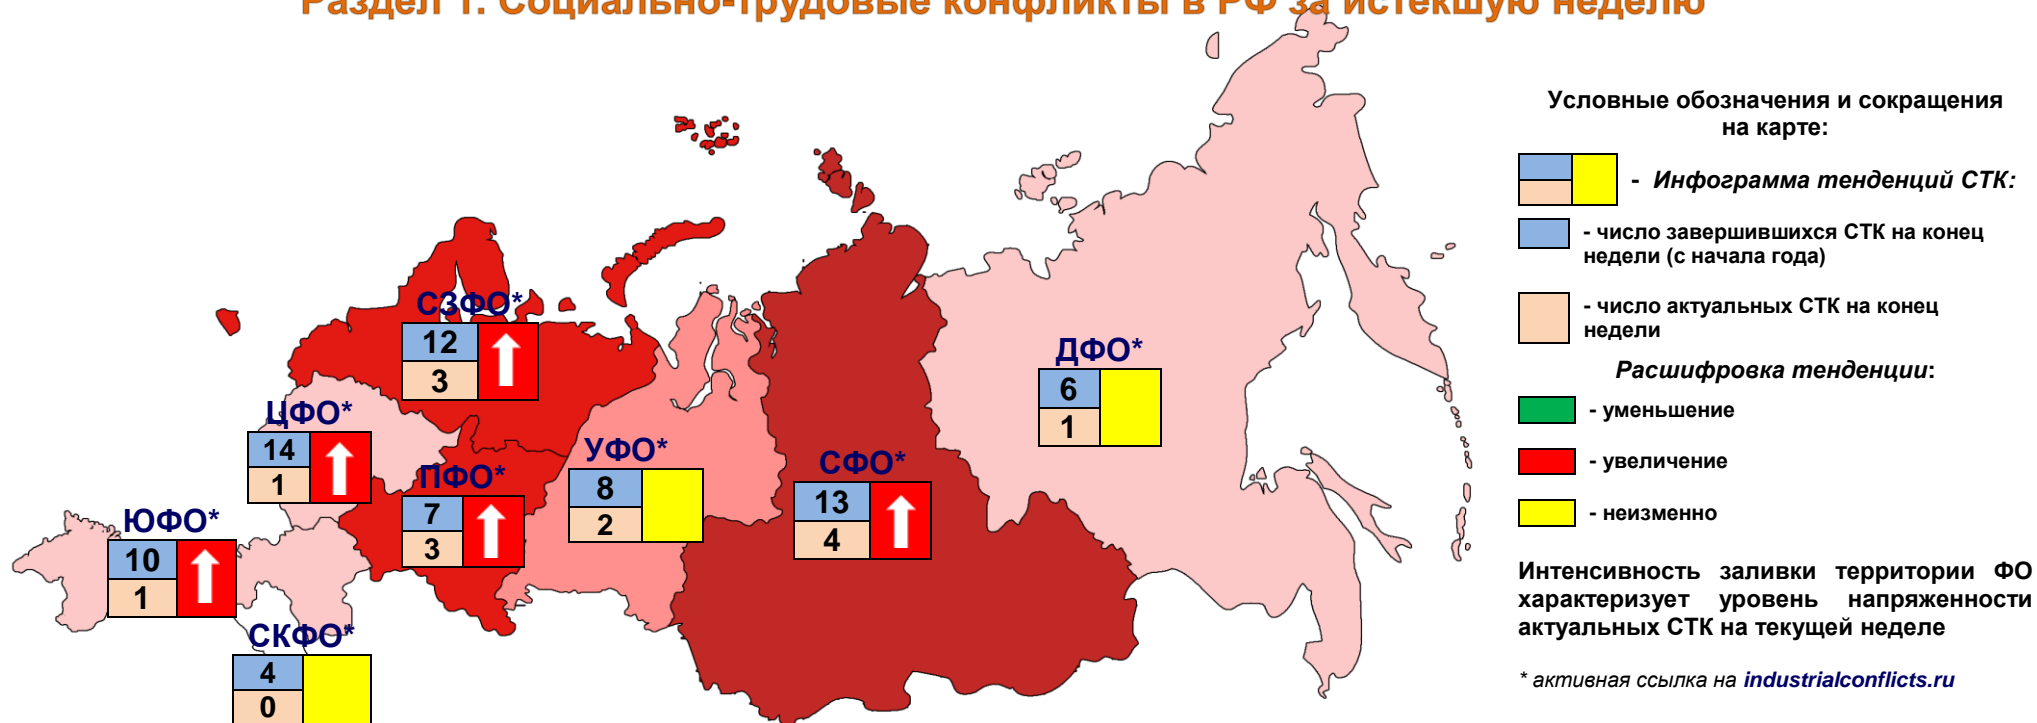 Раздел 1. Социально-трудовые конфликты в РФ за истекшую неделю
Условные обозначения и сокращения
на карте:
- Инфограмма тенденций СТК:
- число завершившихся СТК на конец
недели (с начала года)
- число актуальных СТК на конец
недели
Расшифровка тенденции:
- уменьшение
- увеличение
- неизменно
Интенсивность заливки территории ФО
характеризует уровень напряженности
актуальных СТК на текущей неделе
* активная ссылка на industrialconflicts.ru
СЗФО*
12
3
ДФО*
6
1
ЦФО*
14
1
ПФО*
7
3
УФО*
8
2
СФО*
13
4
ЮФО*
10
1
СКФО*
4
0